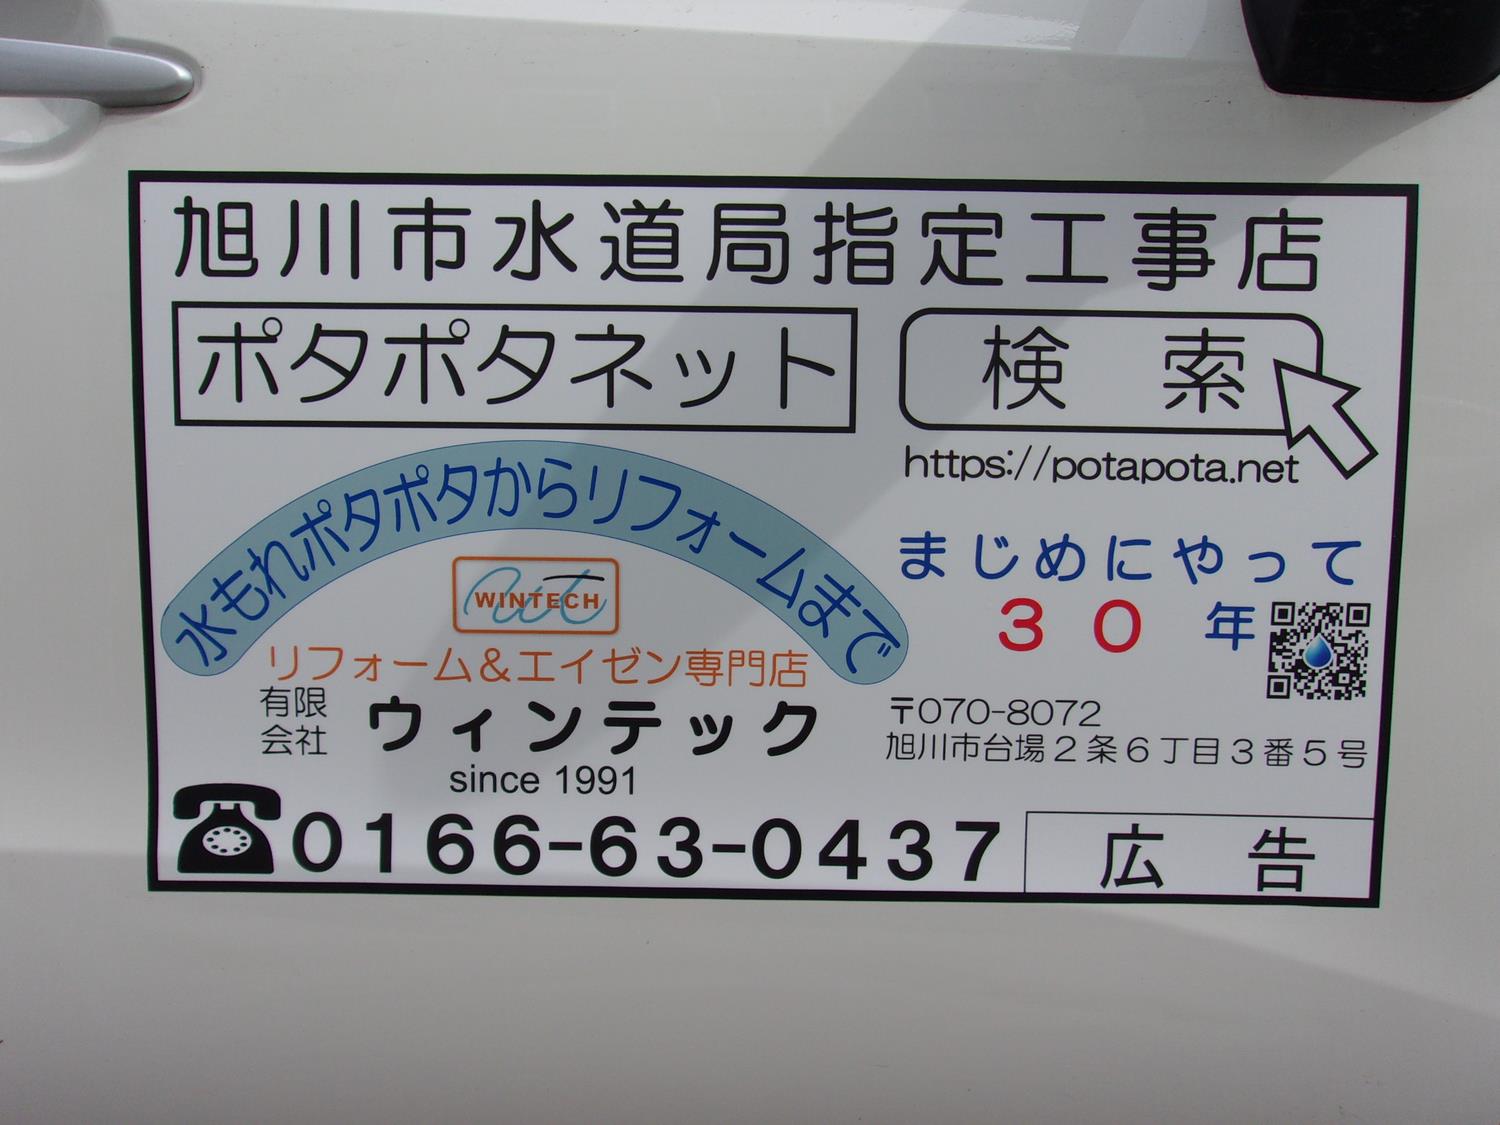 旭川市水道局指定工事店
ポタポタネット
検 索
https://potapota.net
水もれポタポタからリフォームまで
WINTECH
リフォーム＆エイゼン専門店
有限会社 ウィンテック
since 1991
まじめにやって
３０年
〒070-8072
旭川市台場２条６丁目３番５号
0166-63-0437
広 告